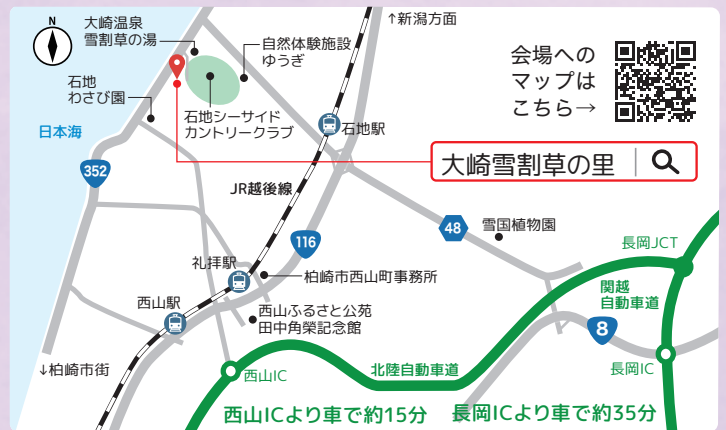 N
大崎温泉
雪割草の湯
自然体験施設
ゆうぎ
↑新潟方面
会場への
マップは
こちら→
石地
わさび園
石地シーサイド
カントリークラブ
日本海
石地駅
大崎雪割草の里
352
JR越後線
116
48
雪国植物園
長岡JCT
礼拝駅
柏崎市西山町事務所
関越
自動車道
西山駅
西山ふるさと公苑
田中角榮記念館
8
↓柏崎市街
西山IC
北陸自動車道
長岡IC
西山ICより車で約15分
長岡ICより車で約35分